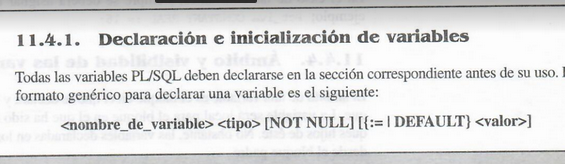 11.4.1. Declaración e inicialización de variables
Todas las variables PL/SQL deben declararse en la sección correspondiente antes de su uso.
formato genérico para declarar una variable es el siguiente:
<nombre_de_variable> <tipo> [NOT NULL] [{:= | DEFAULT} <valor>]